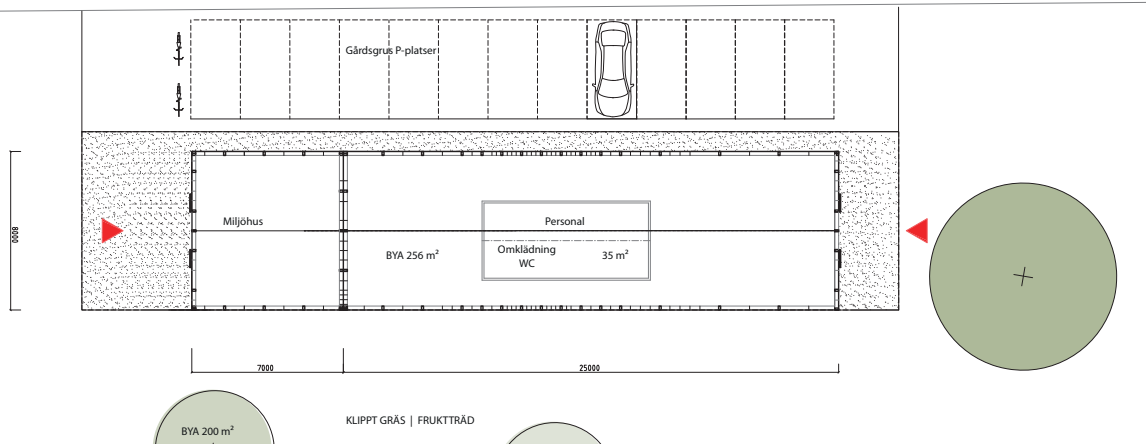 Gårdsgrus P-platser
8000
Miljöhus
Personal
BYA 256 m²
Omklädning
WC
35 m²
7000
25000
KLIPPT GRÄS | FRUKTTRÄD
BYA 200 m²